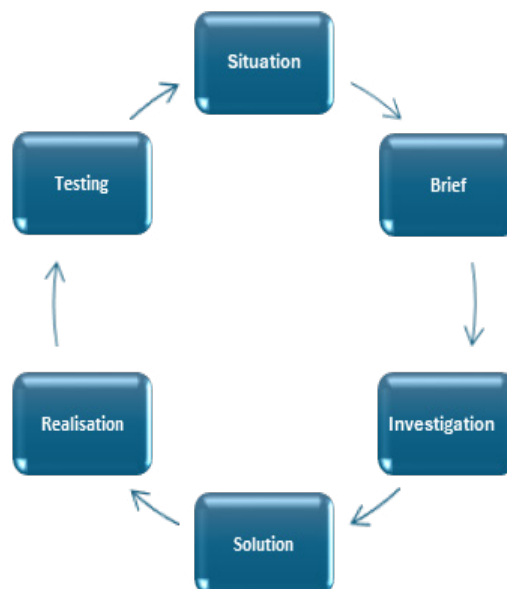 Situation
Brief
Investigation
Solution
Realisation
Testing